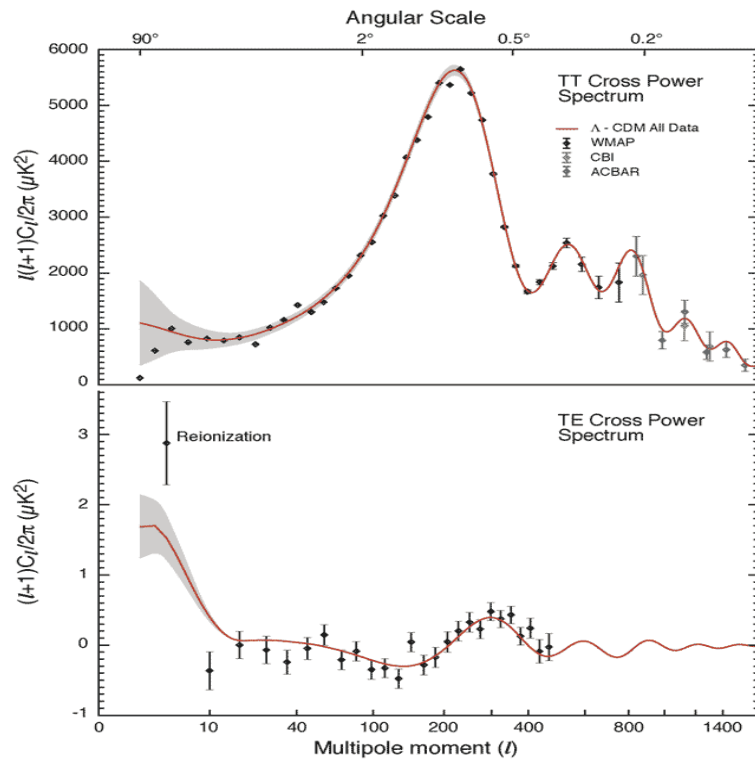 Angular Scale
90° 2° 0.5° 0.2°
6000
5000
4000
3000
2000
1000
0
l(l+1)Cl/2π (μK²)
TT Cross Power
Spectrum
Λ - CDM All Data
WMAP
CBI
ACBAR
3
2
1
0
-1
(l+1)Cl/2π (μK²)
Reionization
TE Cross Power
Spectrum
0 10 40 100 200 400 800 1400
Multipole moment (l)